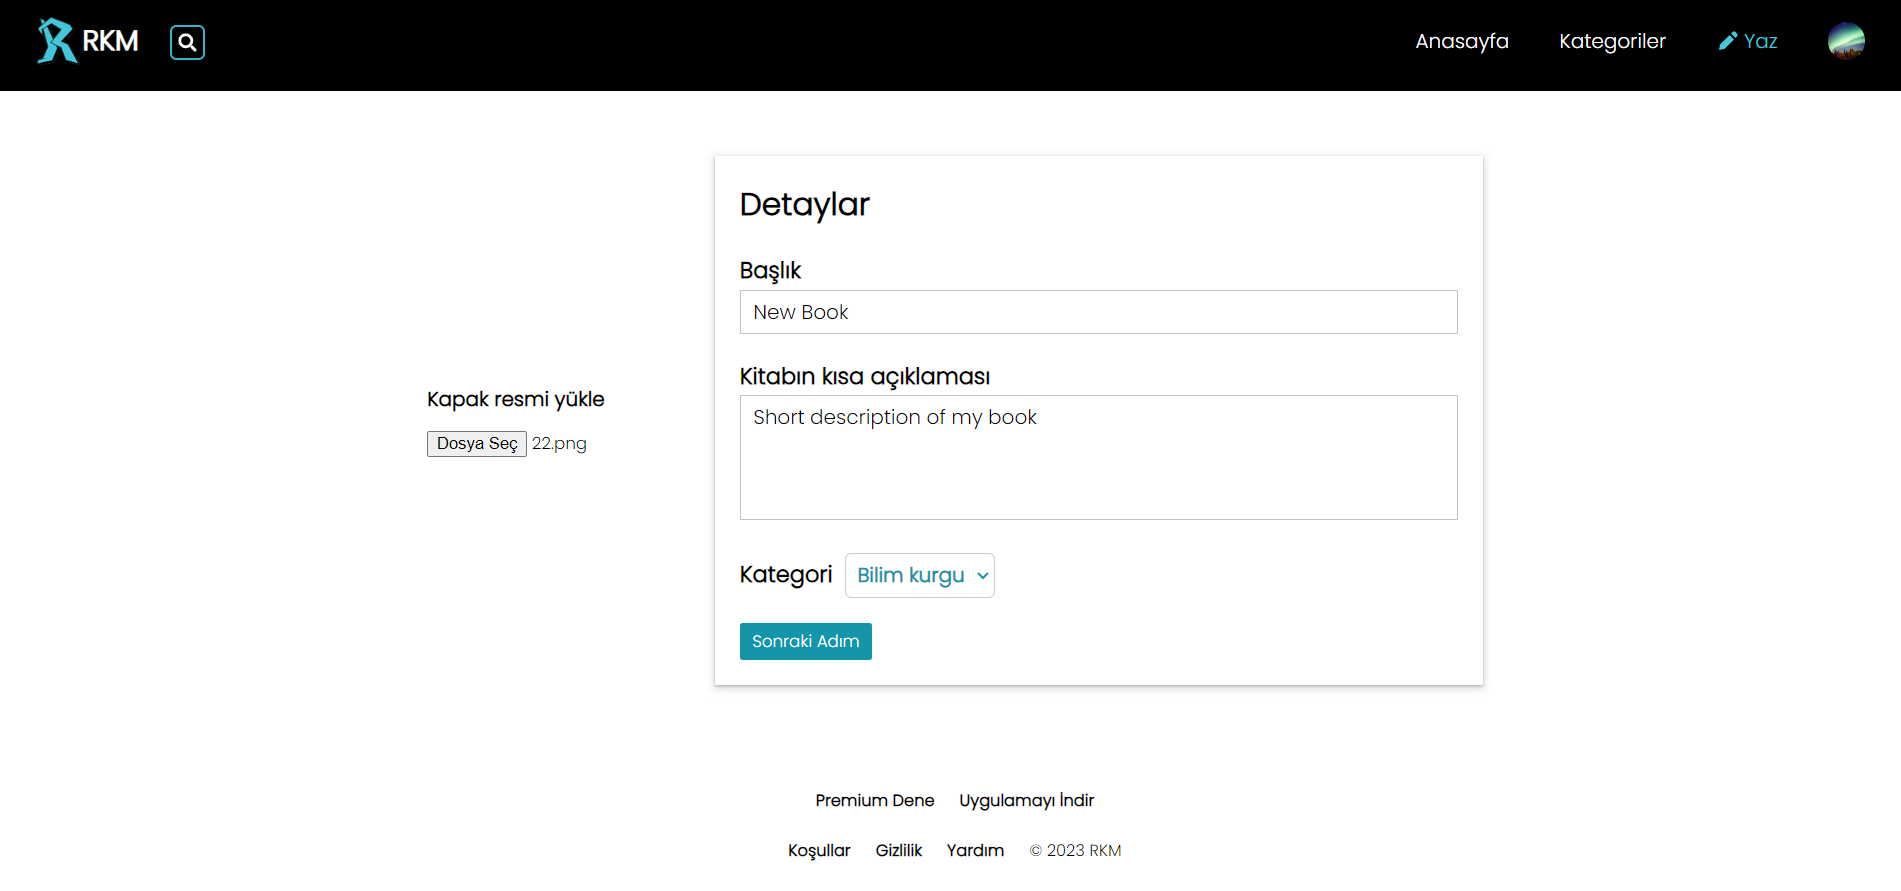 RKM
Anasayfa Kategoriler Yaz
Kapak resmi yükle
Dosya Seç 22.png
Detaylar
Başlık
New Book
Kitabın kısa açıklaması
Short description of my book
Kategori Bilim kurgu
Sonraki Adım
Premium Dene Uygulamayı İndir
Koşullar Gizlilik Yardım © 2023 RKM